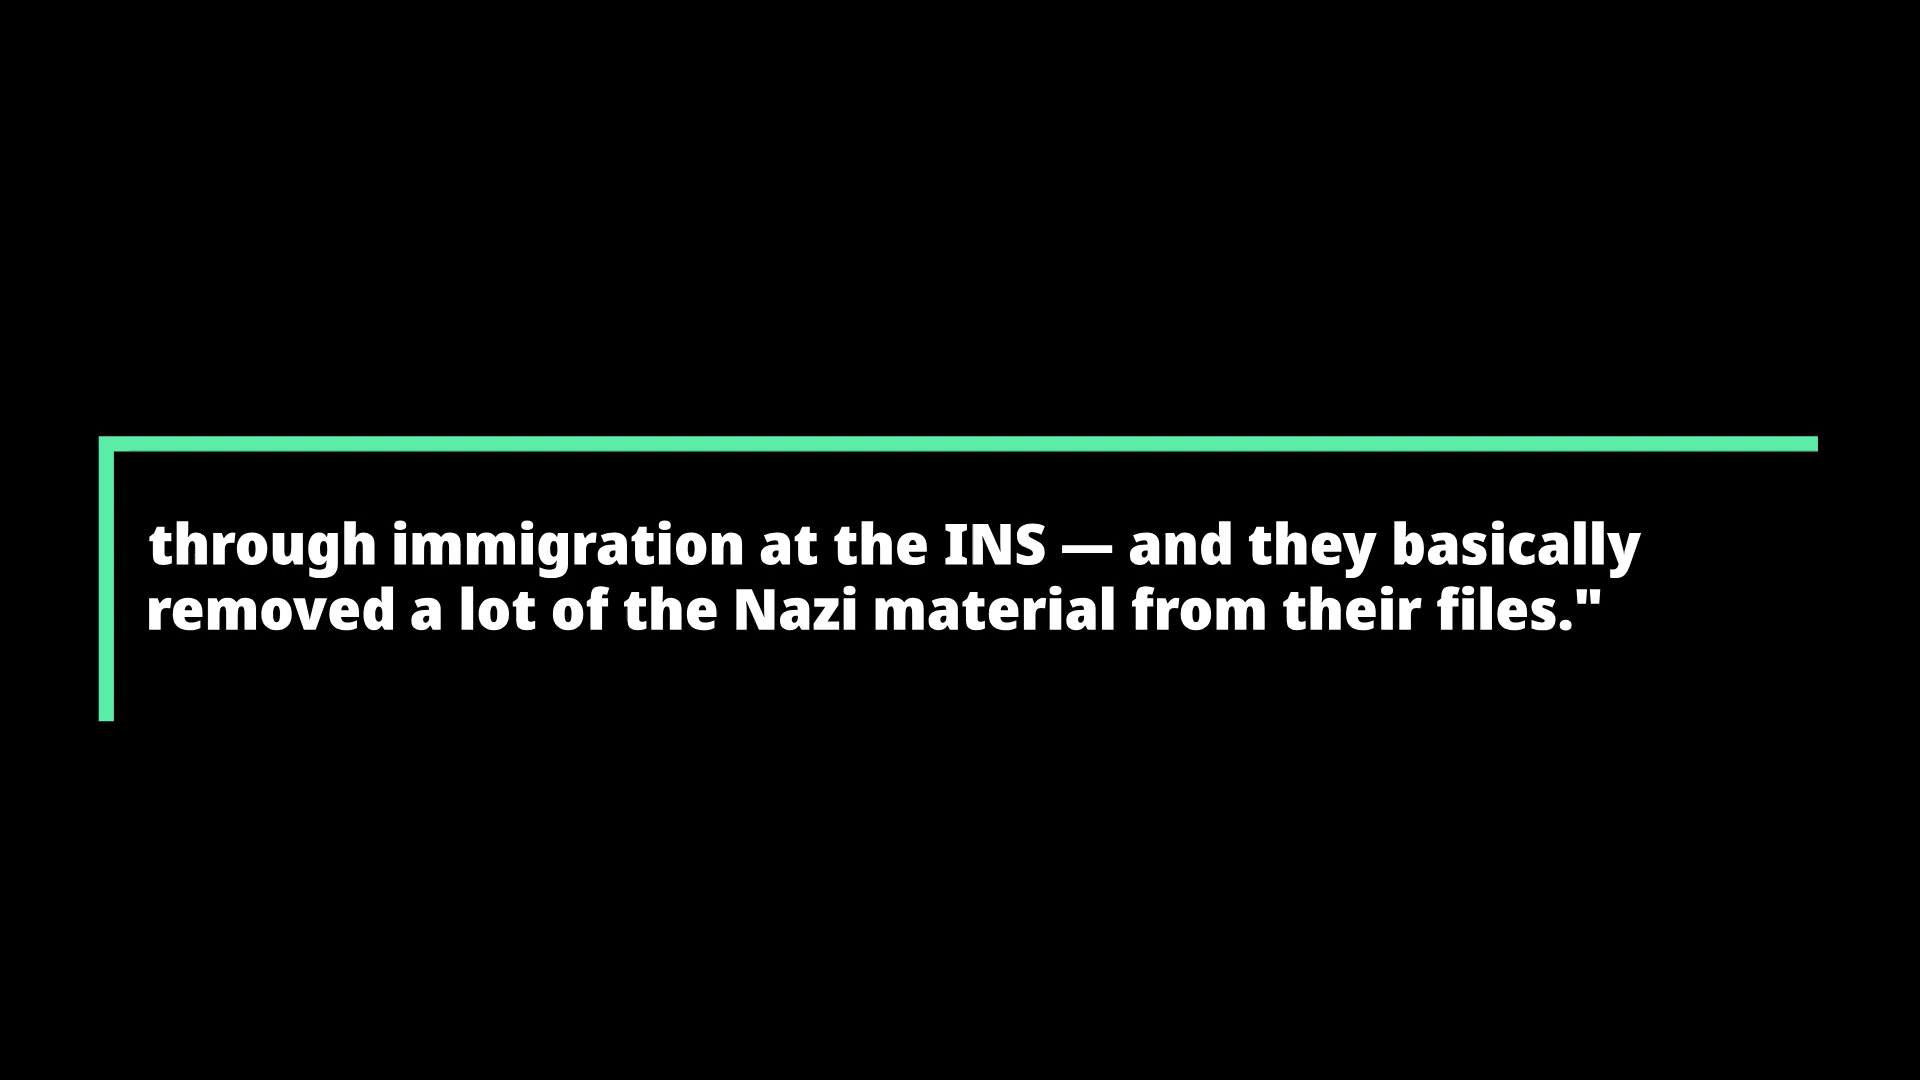 through immigration at the INS — and they basically
removed a lot of the Nazi material from their files."